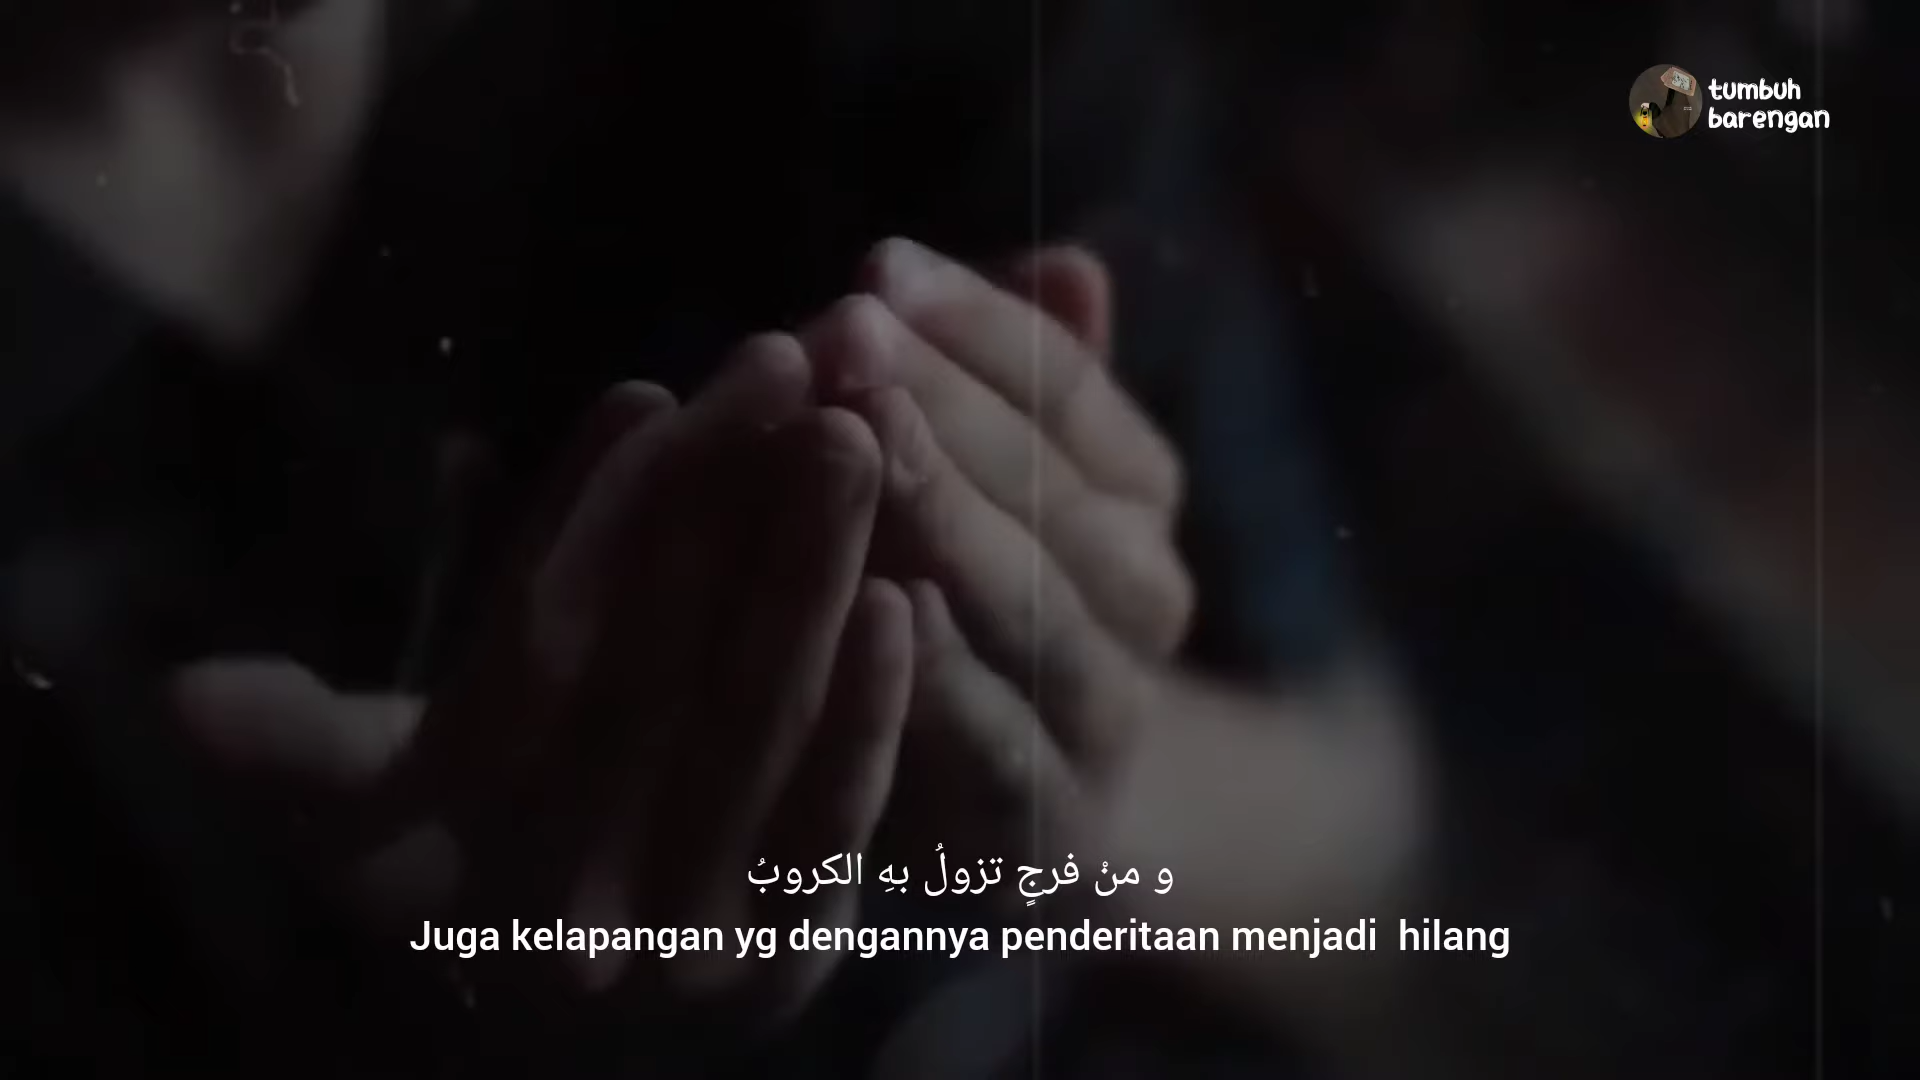 tumbuh
barengan
و منْ فرجٍ تزولُ بهِ الكروبُ
Juga kelapangan yg dengannya penderitaan menjadi  hilang